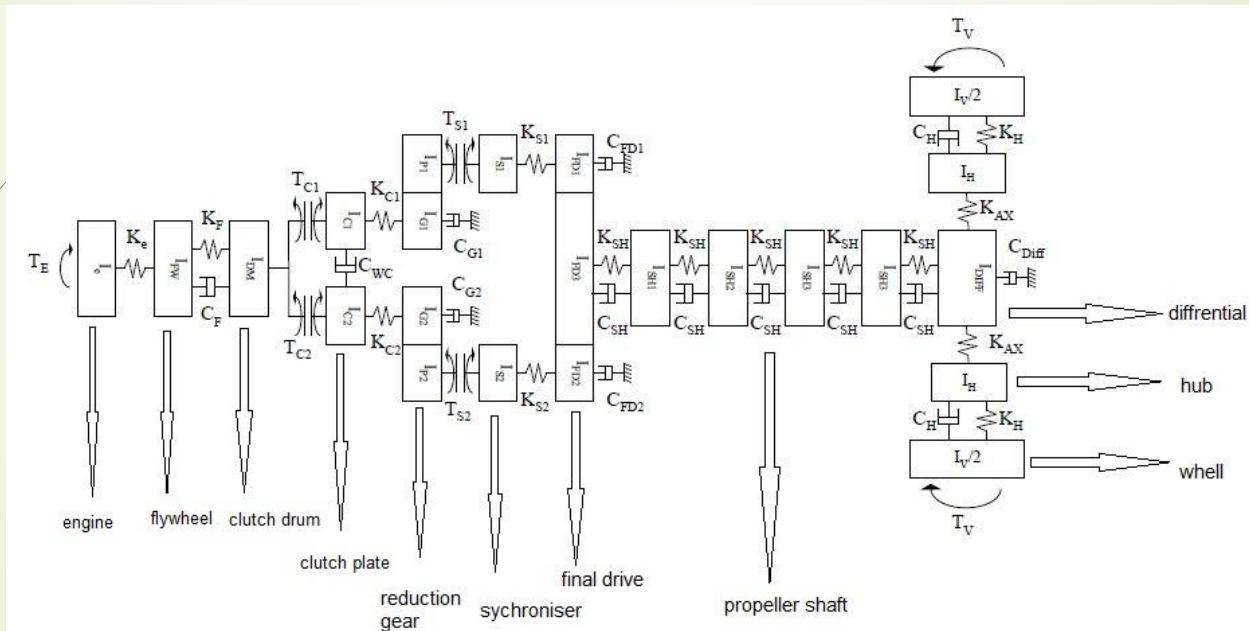 T_V
I_V/2
C_H
K_H
I_H
K_AX
T_S1
K_S1
C_FD1
I_P1
I_S1
I_FD1
T_C1
K_C1
I_C1
I_G1
C_G1
K_e
K_F
T_E
I_e
I_FW
I_DM
C_F
C_WC
I_FD3
K_SH
K_SH
K_SH
K_SH
K_SH
I_SH1
I_SH2
I_SH3
I_SH3
I_DIFF
C_Diff
C_SH
C_SH
C_SH
C_SH
C_SH
C_G2
I_C2
I_G2
T_C2
K_C2
I_P2
I_S2
I_FD2
T_S2
K_S2
C_FD2
K_AX
I_H
C_H
K_H
I_V/2
T_V
diffrential
hub
whell
engine
flywheel
clutch drum
clutch plate
reduction
gear
sychroniser
final drive
propeller shaft